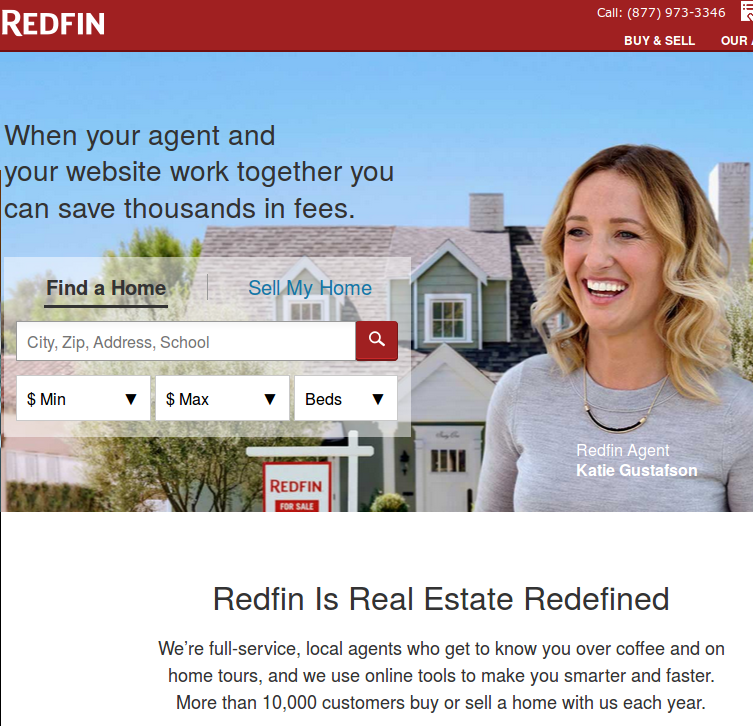 REDFIN
Call: (877) 973-3346
BUY & SELL
OUR
When your agent and
your website work together you
can save thousands in fees.
Find a Home
Sell My Home
City, Zip, Address, School
$ Min ▼
$ Max ▼
Beds ▼
Redfin Agent
Katie Gustafson
REDFIN
FOR SALE
Redfin Is Real Estate Redefined
We’re full-service, local agents who get to know you over coffee and on
home tours, and we use online tools to make you smarter and faster.
More than 10,000 customers buy or sell a home with us each year.